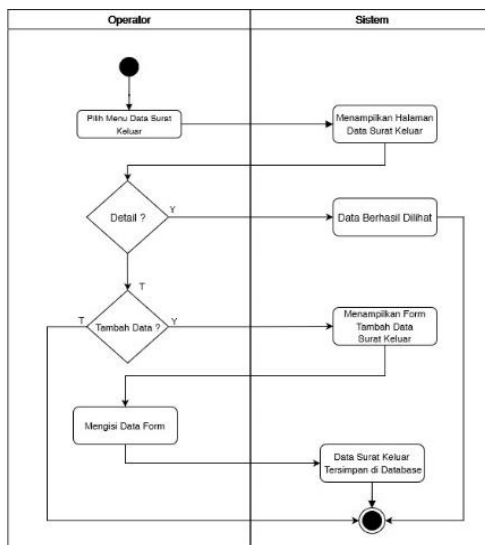 Operator
Sistem
Pilih Menu Data Surat
Keluar
Menampilkan Halaman
Data Surat Keluar
Detail ?
Y
Data Berhasil Dilihat
T
T
Tambah Data ?
Y
Menampilkan Form
Tambah Data
Surat Keluar
Mengisi Data Form
Data Surat Keluar
Tersimpan di Database